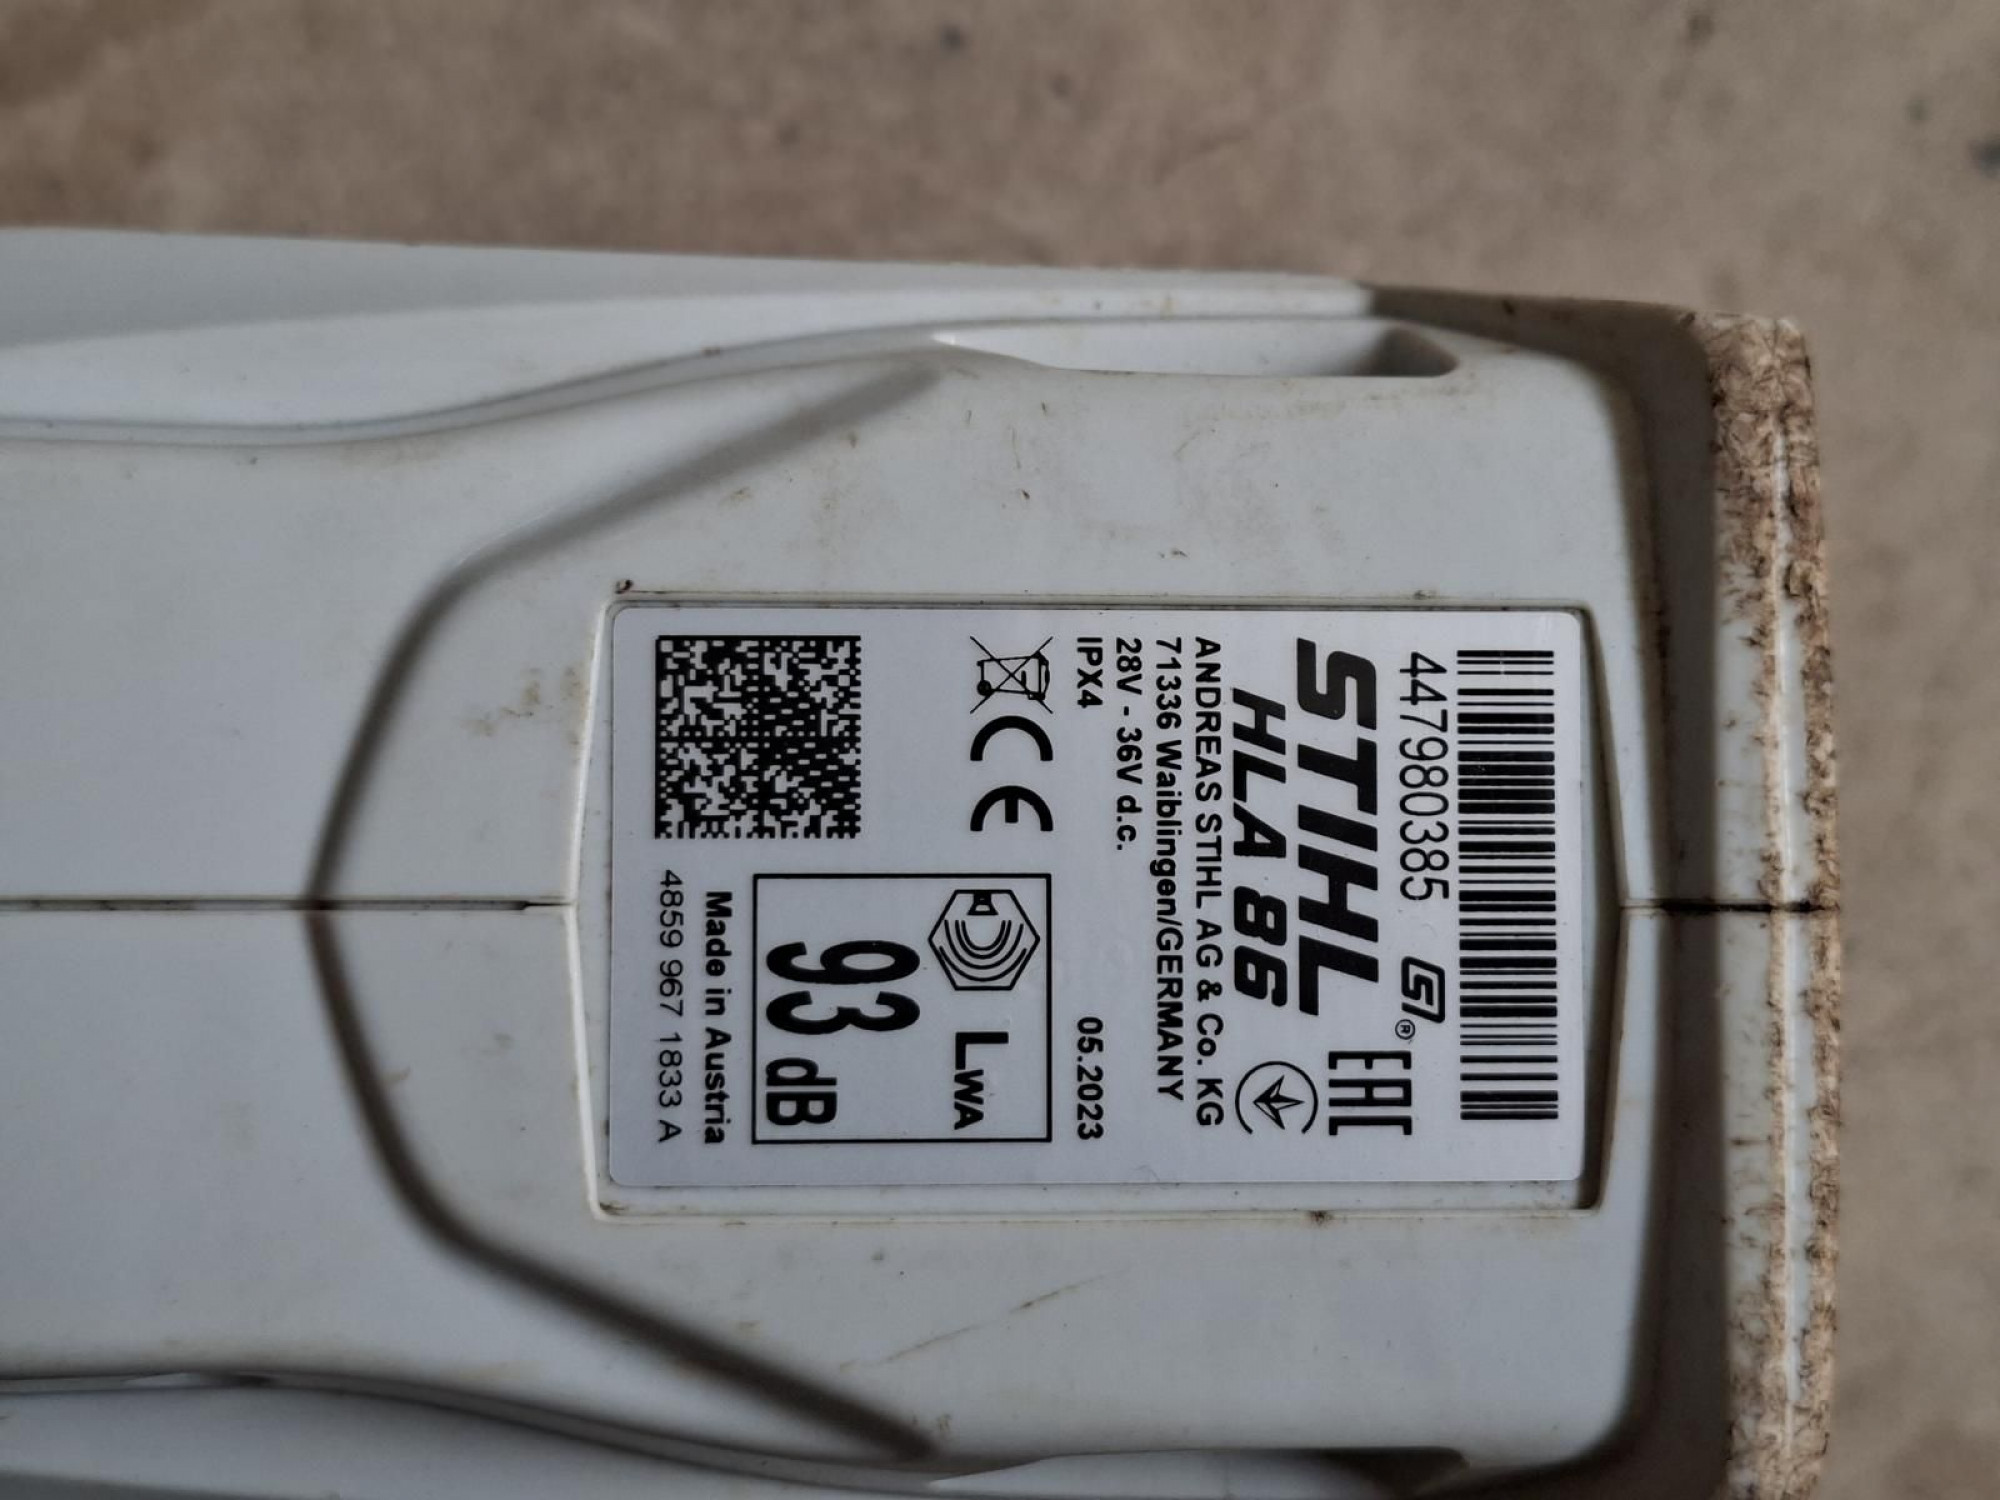 447980385
STIHL
HLA 86
EAC
ANDREAS STIHL AG & Co. KG
71336 Waiblingen/GERMANY
28V - 36V d.c.
IPX4 05.2023
CE
LWA
93 dB
Made in Austria
4859 967 1833 A